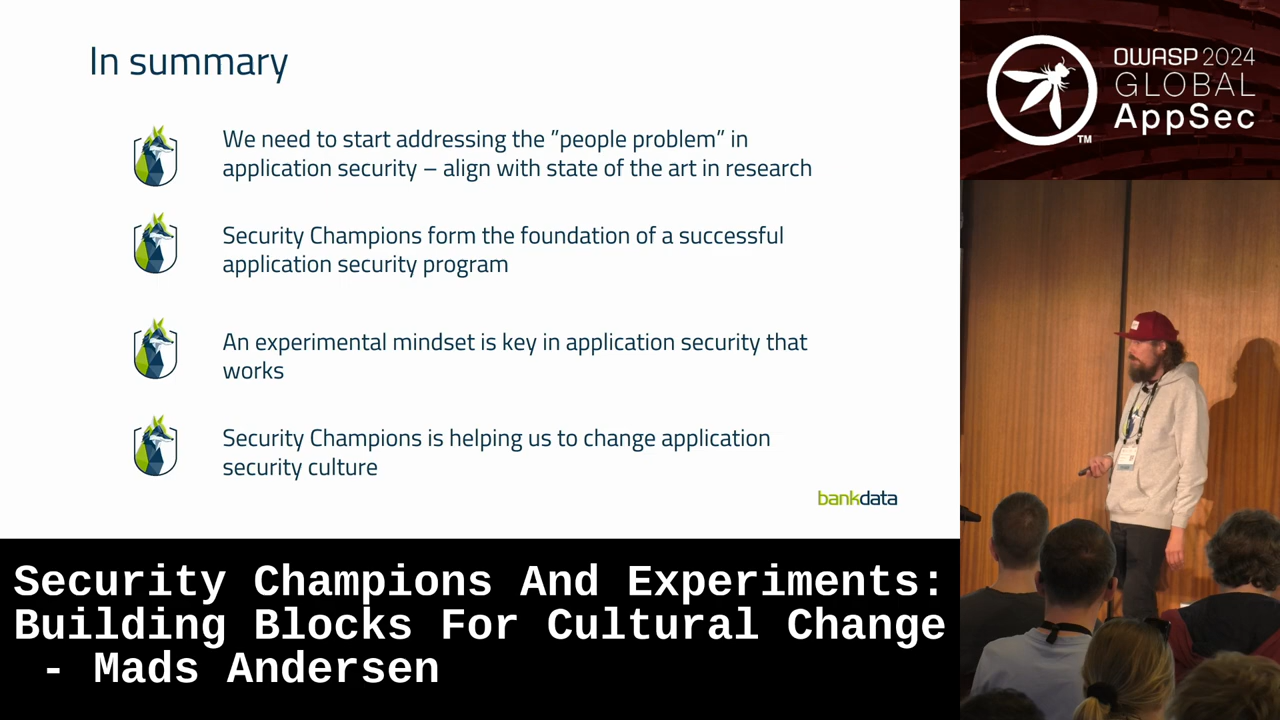 In summary
We need to start addressing the ”people problem” in
application security – align with state of the art in research
Security Champions form the foundation of a successful
application security program
An experimental mindset is key in application security that
works
Security Champions is helping us to change application
security culture
bankdata
OWASP 2024
GLOBAL
AppSec
TM
Security Champions And Experiments:
Building Blocks For Cultural Change
- Mads Andersen